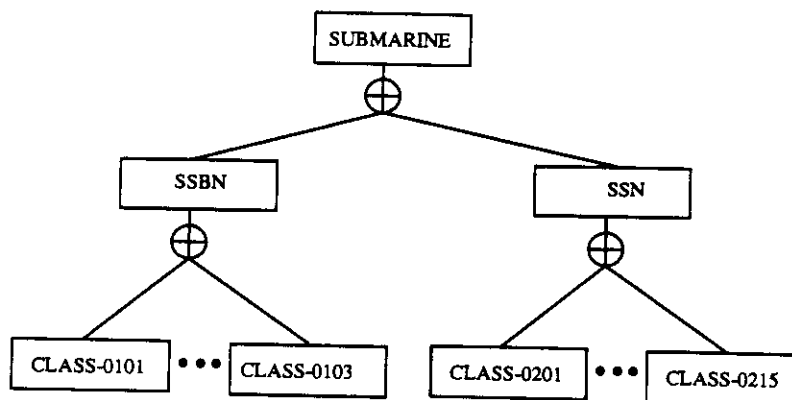 SUBMARINE
SSBN
SSN
CLASS-0101
CLASS-0103
CLASS-0201
CLASS-0215